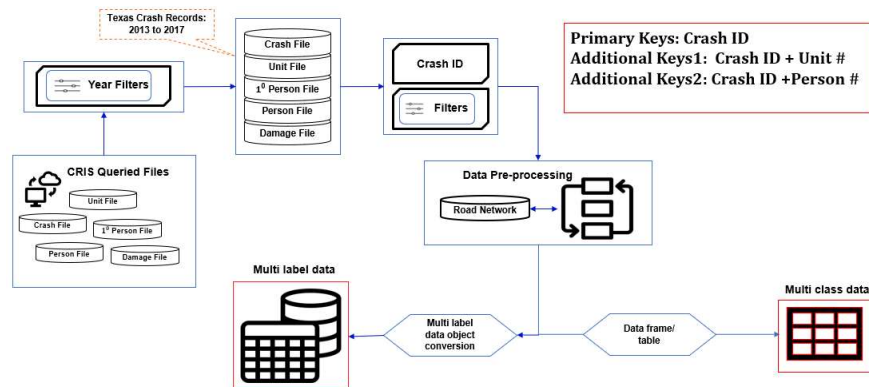 Texas Crash Records:
2013 to 2017
Crash File
Unit File
1⁰ Person File
Person File
Damage File
Year Filters
Crash ID
Filters
Primary Keys: Crash ID
Additional Keys1: Crash ID + Unit #
Additional Keys2: Crash ID +Person #
CRIS Queried Files
Unit File
Crash File
1⁰ Person File
Person File
Damage File
Data Pre-processing
Road Network
Multi label data
Multi label
data object
conversion
Data frame/
table
Multi class data